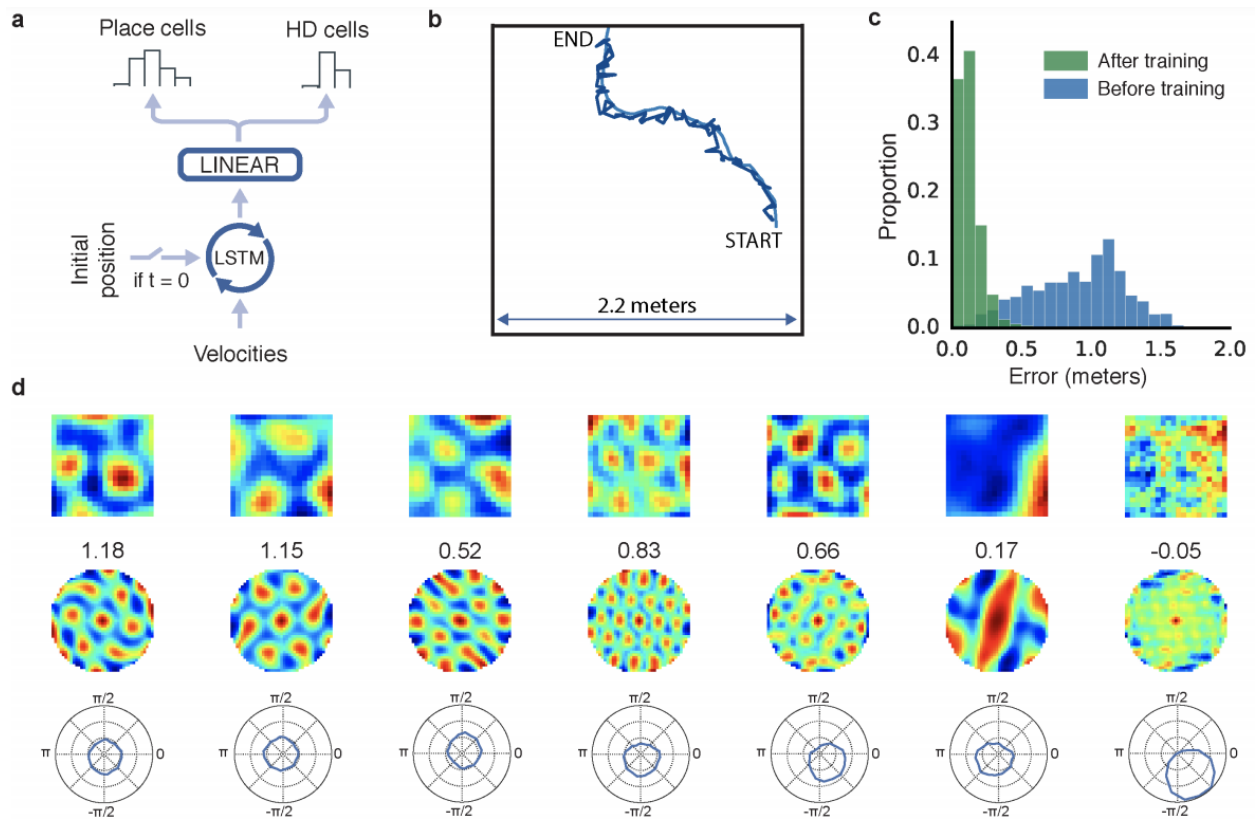 a
Place cells
HD cells
LINEAR
Initial
position
if t = 0
LSTM
Velocities
b
END
START
2.2 meters
c
After training
Before training
Proportion
0.4
0.3
0.2
0.1
0.0
0.0 0.5 1.0 1.5 2.0
Error (meters)
d
1.18 1.15 0.52 0.83 0.66 0.17 -0.05
π/2 π/2 π/2 π/2 π/2 π/2 π/2
π 0 π 0 π 0 π 0 π 0 π 0 π 0
-π/2 -π/2 -π/2 -π/2 -π/2 -π/2 -π/2